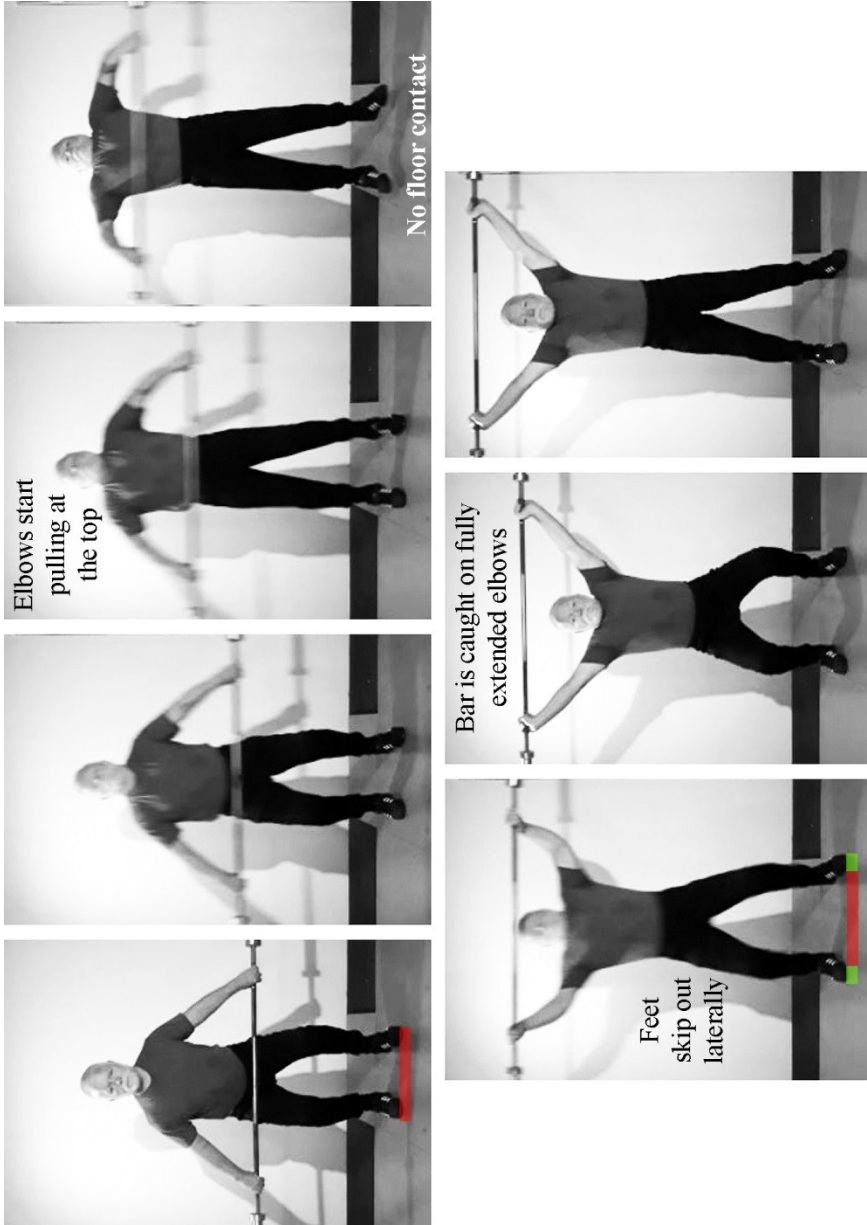 Elbows start
pulling at
the top
No floor contact
Feet
skip out
laterally
Bar is caught on fully
extended elbows